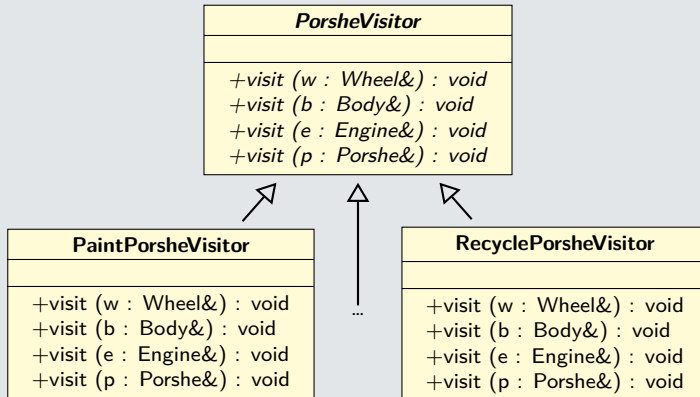 PorsheVisitor
+visit (w : Wheel&) : void
+visit (b : Body&) : void
+visit (e : Engine&) : void
+visit (p : Porshe&) : void
PaintPorsheVisitor
+visit (w : Wheel&) : void
+visit (b : Body&) : void
+visit (e : Engine&) : void
+visit (p : Porshe&) : void
...
RecyclePorsheVisitor
+visit (w : Wheel&) : void
+visit (b : Body&) : void
+visit (e : Engine&) : void
+visit (p : Porshe&) : void